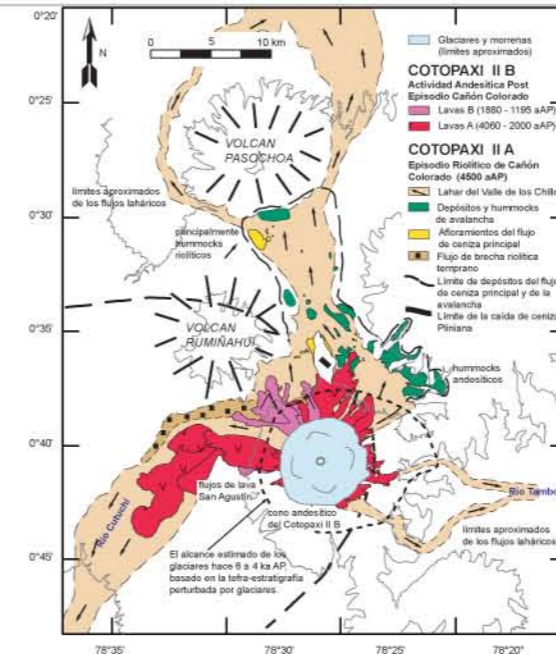 0°20'
0°25'
0°30'
0°35'
0°40'
0°45'
N
0 5 10 km
VOLCAN
PASOCHOA
límites aproximados
de los flujos laháricos
principalmente
hummocks
riolíticos
VOLCAN
RUMIÑAHUI
hummocks
andesíticos
flujos de lava
San Agustín
cono andesítico
del Cotopaxi II B
Río Cutuchi
Río Tambo
límites aproximados
de los flujos laháricos
El alcance estimado de los
glaciares hace 6 a 4 ka AP,
basado en la tefra-estratigrafía
perturbada por glaciares.
78°35'
78°30'
78°25'
78°20'
Glaciares y morrenas
(límites aproximados)
COTOPAXI II B
Actividad Andesítica Post
Episodio Cañón Colorado
Lavas B (1880 - 1195 aAP)
Lavas A (4060 - 2000 aAP)
COTOPAXI II A
Episodio Riolítico de Cañón
Colorado (4500 aAP)
Lahar del Valle de los Chillo
Depósitos y hummocks
de avalancha
Afloramientos del flujo
de ceniza principal
Flujo de brecha riolítica
temprano
Límite de depósitos del flujo
de ceniza principal y de la
avalancha
Límite de la caída de ceniza
Pliniana